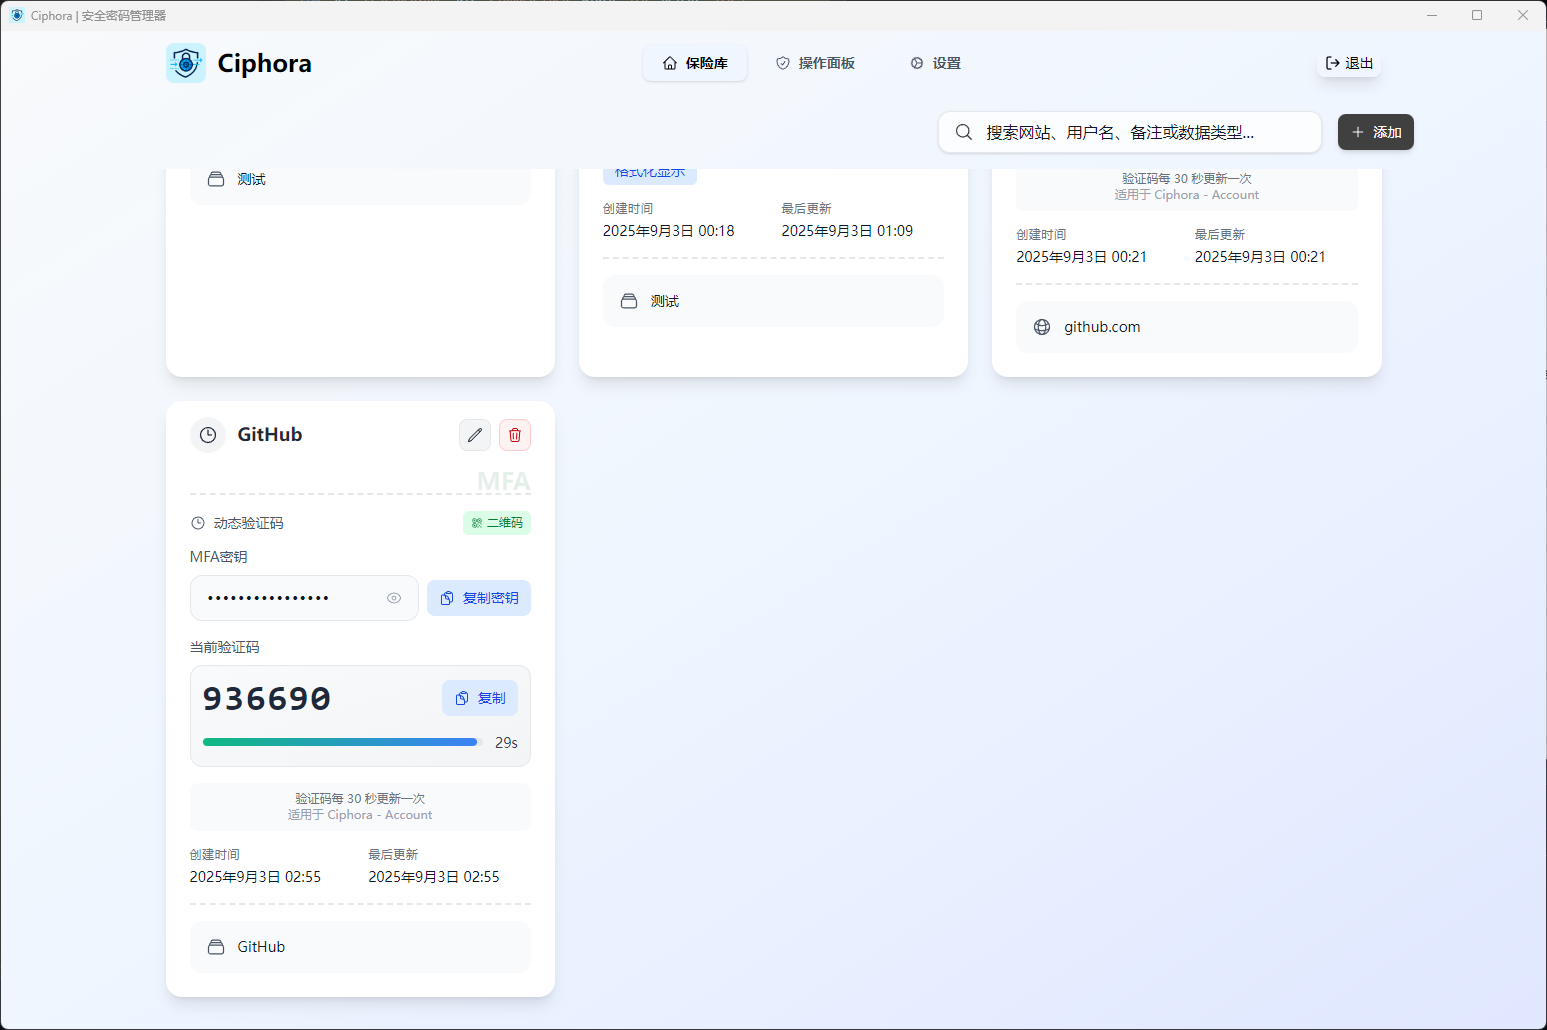 Ciphora | 安全密码管理器
Ciphora
保险库
操作面板
设置
退出
搜索网站、用户名、备注或数据类型...
添加
测试
格式化显示
创建时间
最后更新
2025年9月3日 00:18
2025年9月3日 01:09
测试
验证码每 30 秒更新一次
适用于 Ciphora - Account
创建时间
最后更新
2025年9月3日 00:21
2025年9月3日 00:21
github.com
GitHub
MFA
动态验证码
二维码
MFA密钥
复制密钥
当前验证码
936690
复制
29s
验证码每 30 秒更新一次
适用于 Ciphora - Account
创建时间
最后更新
2025年9月3日 02:55
2025年9月3日 02:55
GitHub